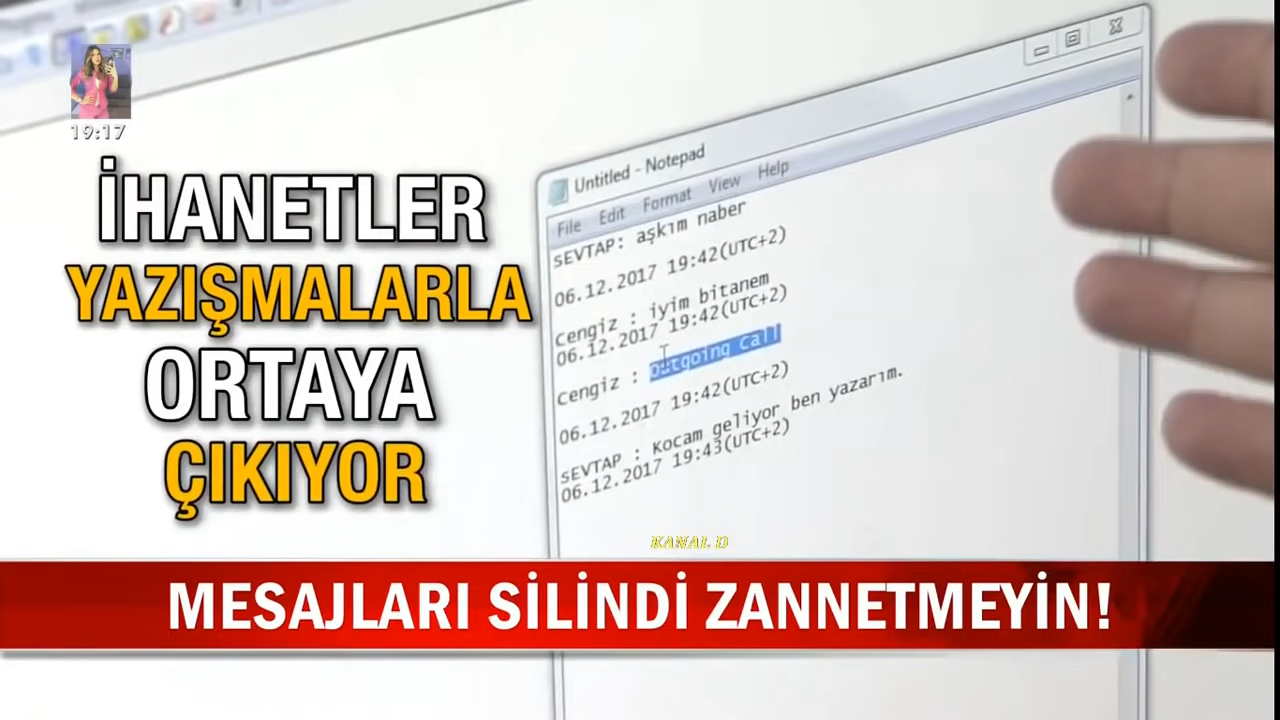 19:17
İHANETLER
YAZIŞMALARLA
ORTAYA
ÇIKIYOR
Untitled - Notepad
File Edit Format View Help
SEVTAP: aşkım naber
06.12.2017 19:42(UTC+2)
Cengiz : iyim bitanem
06.12.2017 19:42(UTC+2)
Cengiz : Outgoing Call
06.12.2017 19:42(UTC+2)
SEVTAP : Kocam geliyor ben yazarım.
06.12.2017 19:43(UTC+2)
KANAL D
MESAJLARI SİLİNDİ ZANNETMEYİN!